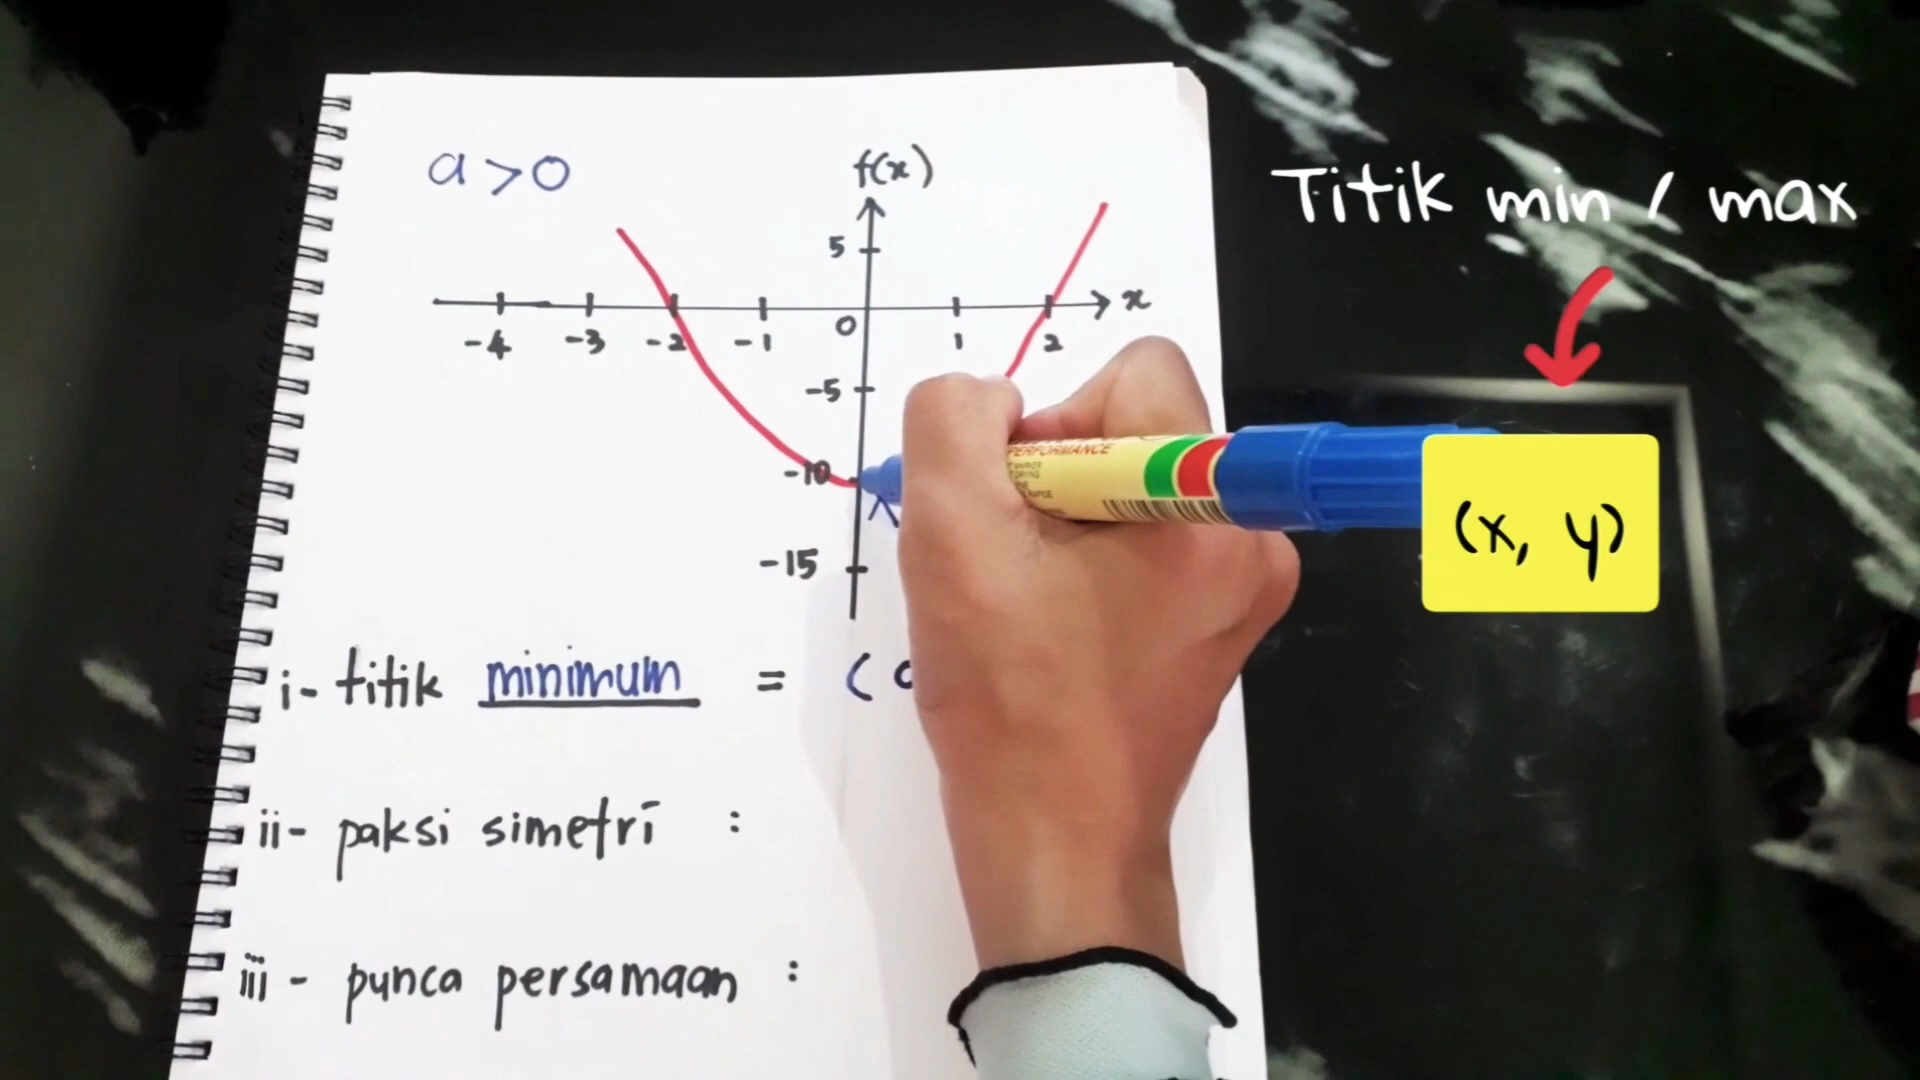 a > 0
f(x)
5
x
-4 -3 -2 -1 0 1 2
-5
-10
-15
i- titik minimum = (
ii- paksi simetri :
iii- punca persamaan :
Titik min / max
(x, y)
PERFORMANCE